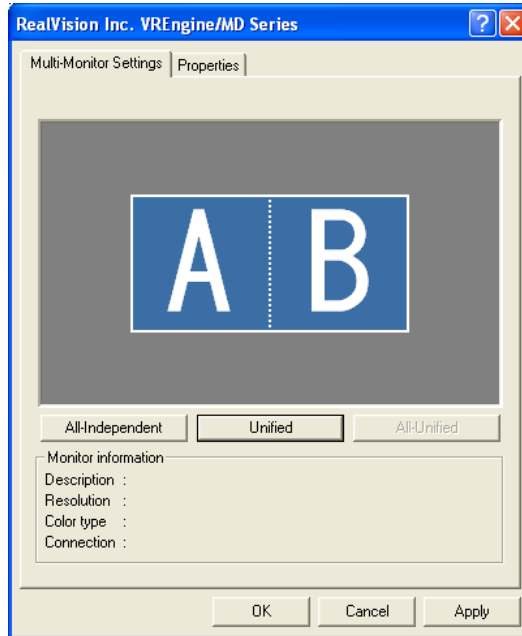 RealVision Inc. VREngine/MD Series
Multi-Monitor Settings Properties
A B
All-Independent Unified All-Unified
Monitor information
Description :
Resolution :
Color type :
Connection :
OK Cancel Apply